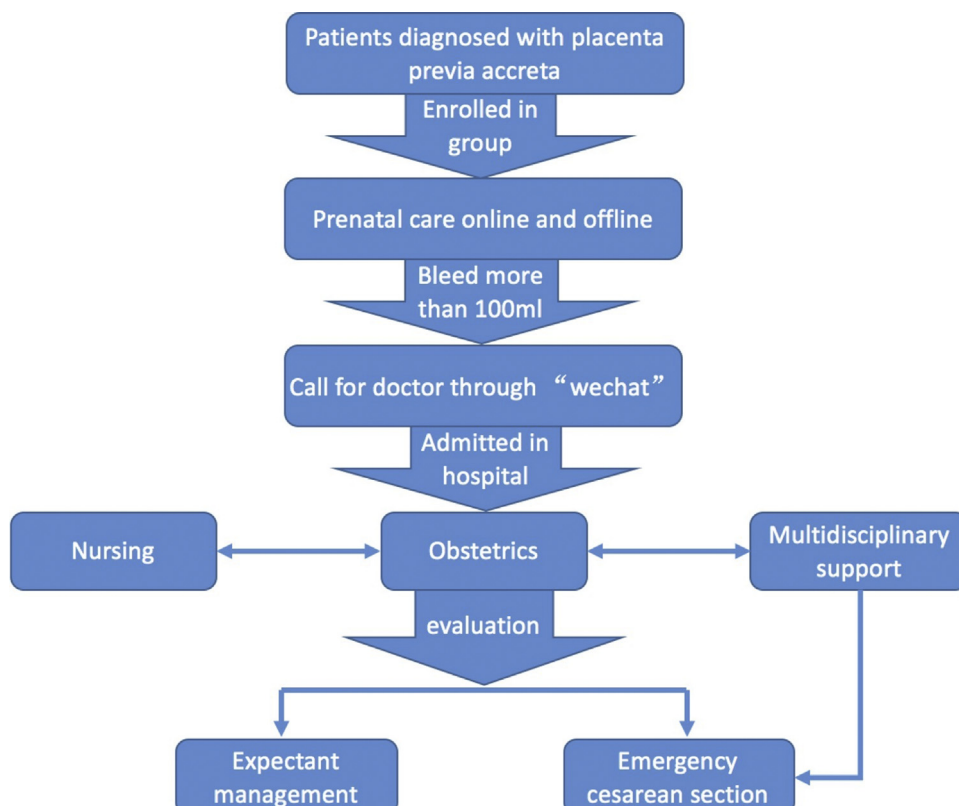 Patients diagnosed with placenta
previa accreta
Enrolled in
group
Prenatal care online and offline
Bleed more
than 100ml
Call for doctor through “wechat”
Admitted in
hospital
Nursing
Obstetrics
Multidisciplinary
support
evaluation
Expectant
management
Emergency
cesarean section